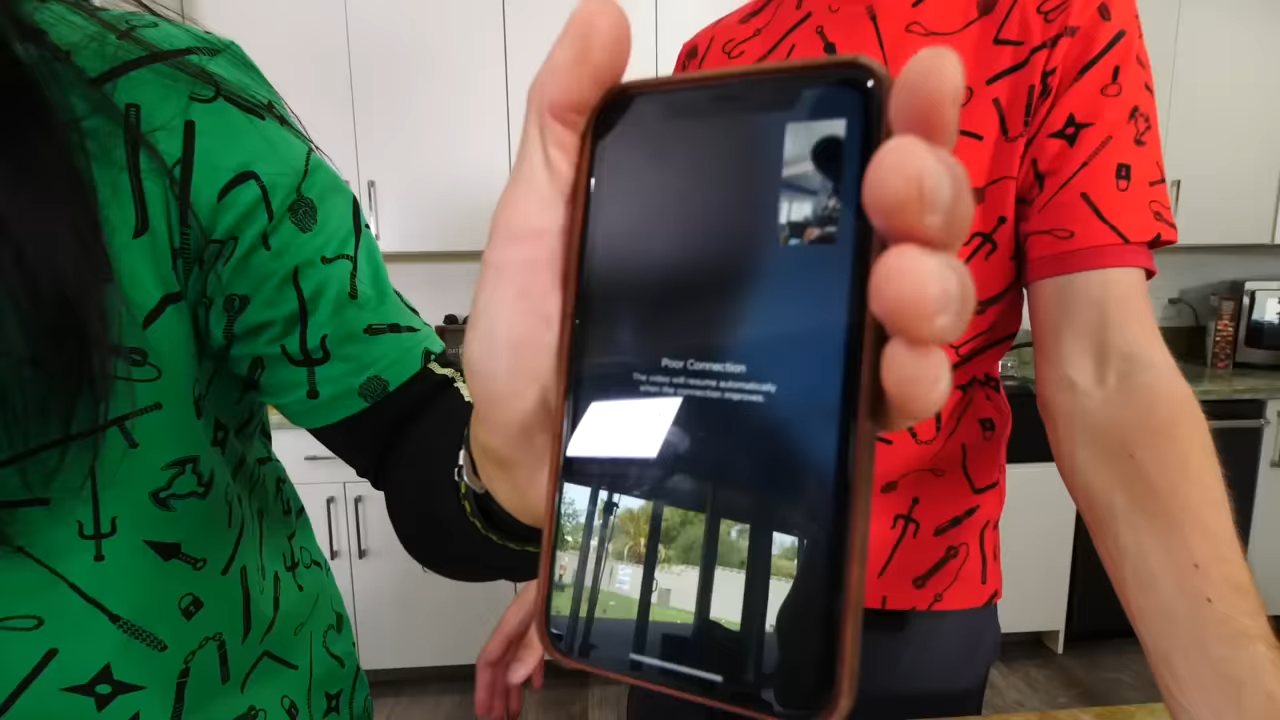 Poor Connection
The video will resume automatically
when the connection improves.